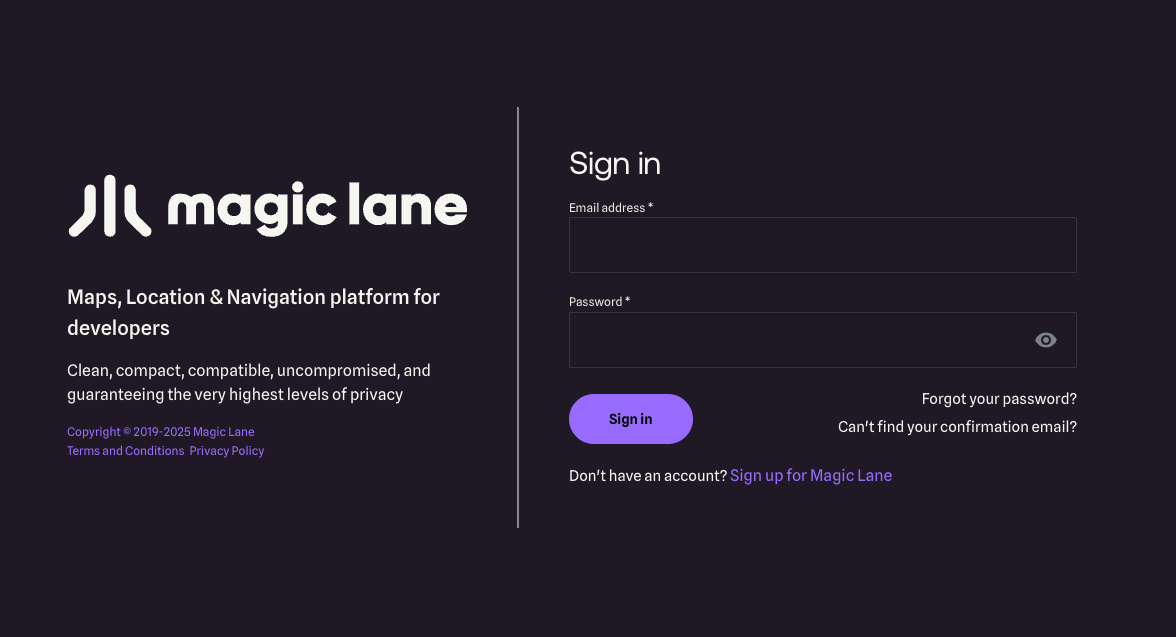 magic lane
Maps, Location & Navigation platform for
developers
Clean, compact, compatible, uncompromised, and
guaranteeing the very highest levels of privacy
Copyright © 2019-2025 Magic Lane
Terms and Conditions Privacy Policy
Sign in
Email address *
Password *
Sign in
Forgot your password?
Can't find your confirmation email?
Don't have an account? Sign up for Magic Lane